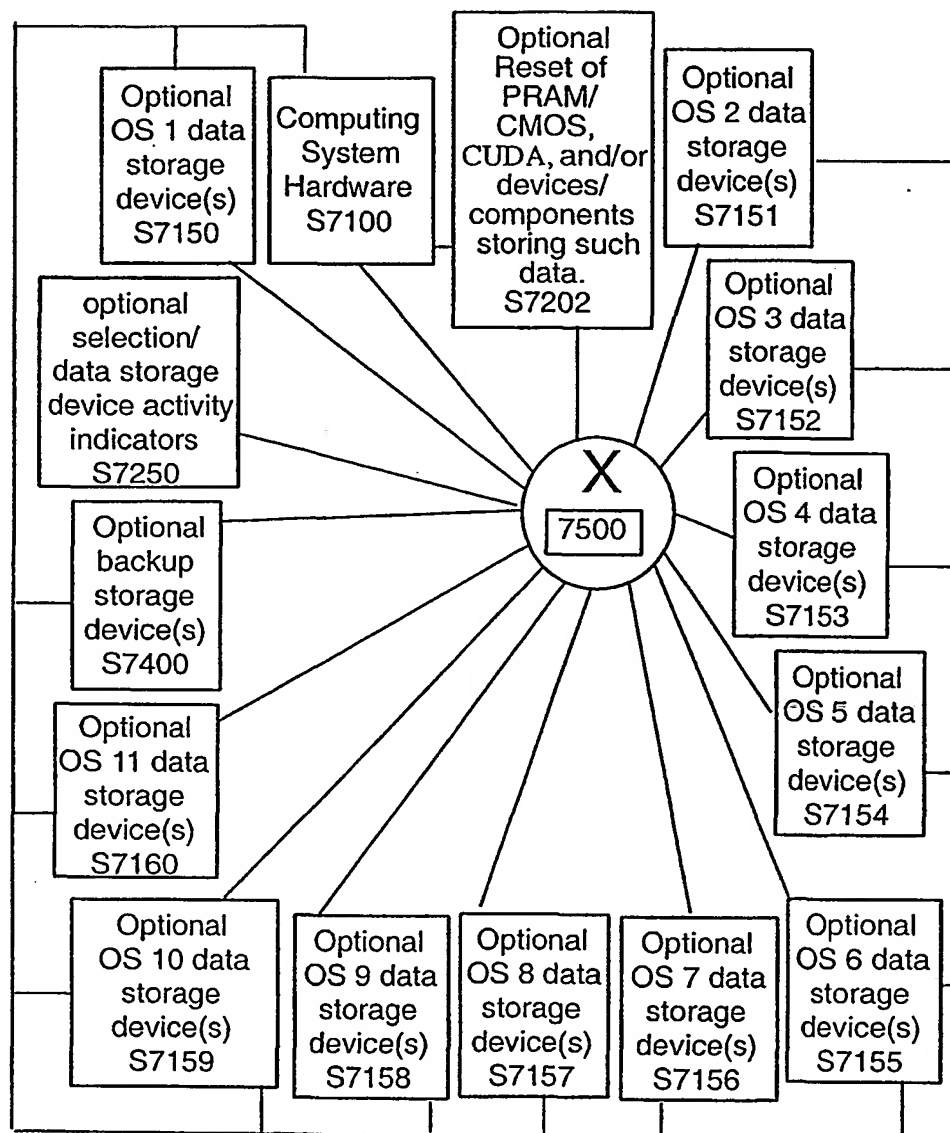 Optional
OS 1 data
storage
device(s)
S7150
Computing
System
Hardware
S7100
Optional
Reset of
PRAM/
CMOS,
CUDA, and/or
devices/
components
storing such
data.
S7202
Optional
OS 2 data
storage
device(s)
S7151
optional
selection/
data storage
device activity
indicators
S7250
Optional
OS 3 data
storage
device(s)
S7152
X
7500
Optional
backup
storage
device(s)
S7400
Optional
OS 4 data
storage
device(s)
S7153
Optional
OS 11 data
storage
device(s)
S7160
Optional
OS 5 data
storage
device(s)
S7154
Optional
OS 10 data
storage
device(s)
S7159
Optional
OS 9 data
storage
device(s)
S7158
Optional
OS 8 data
storage
device(s)
S7157
Optional
OS 7 data
storage
device(s)
S7156
Optional
OS 6 data
storage
device(s)
S7155